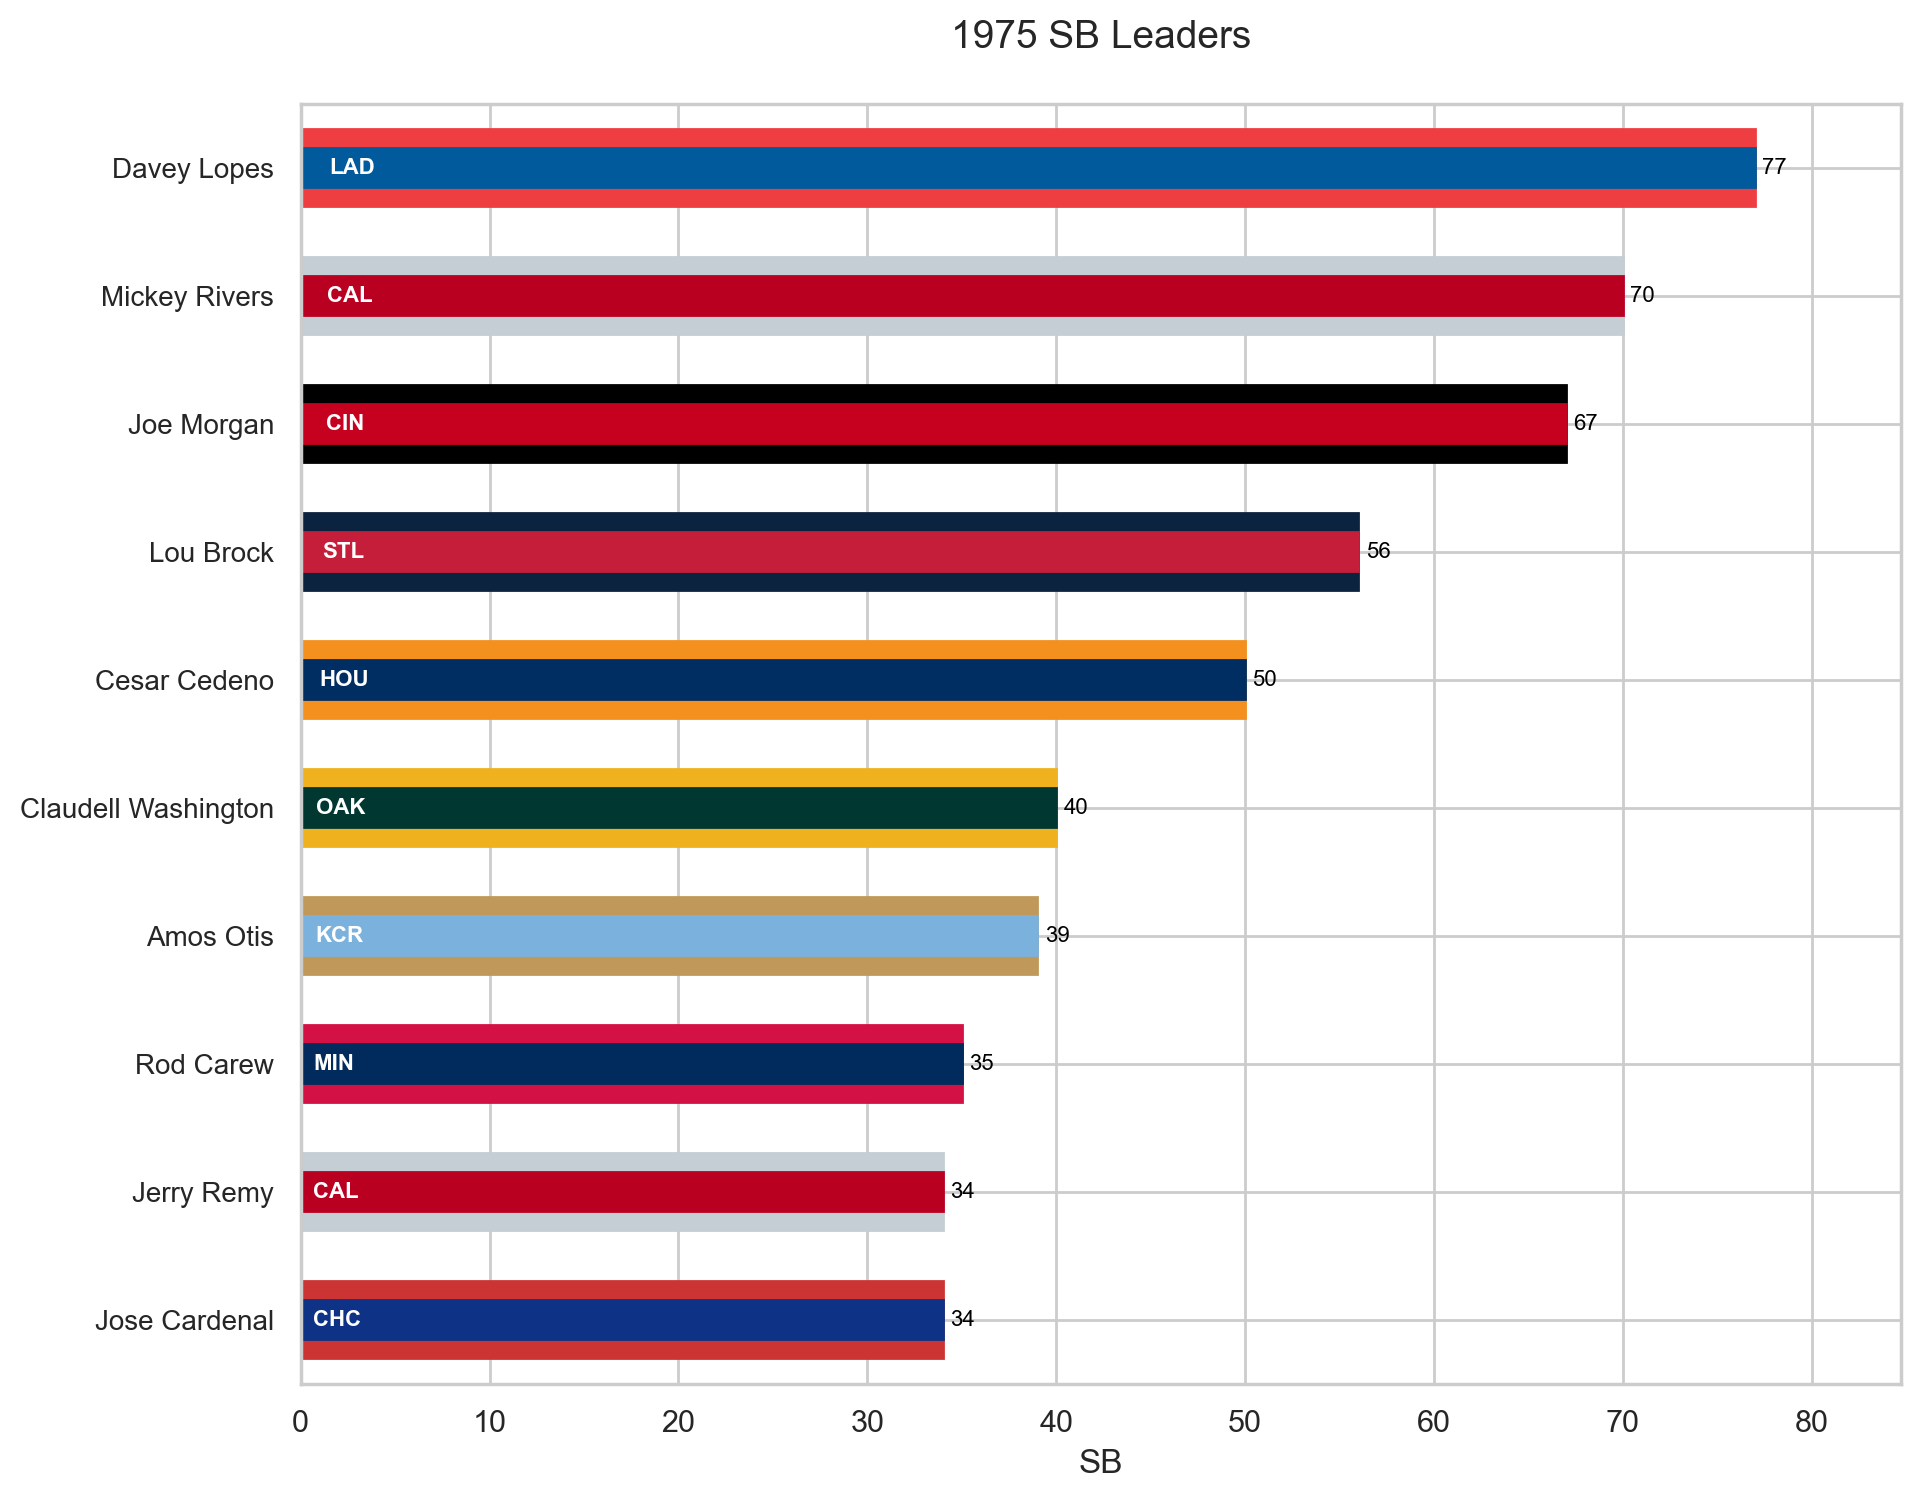 1975 SB Leaders
Davey Lopes LAD 77
Mickey Rivers CAL 70
Joe Morgan CIN 67
Lou Brock STL 56
Cesar Cedeno HOU 50
Claudell Washington OAK 40
Amos Otis KCR 39
Rod Carew MIN 35
Jerry Remy CAL 34
Jose Cardenal CHC 34
0 10 20 30 40 50 60 70 80
SB